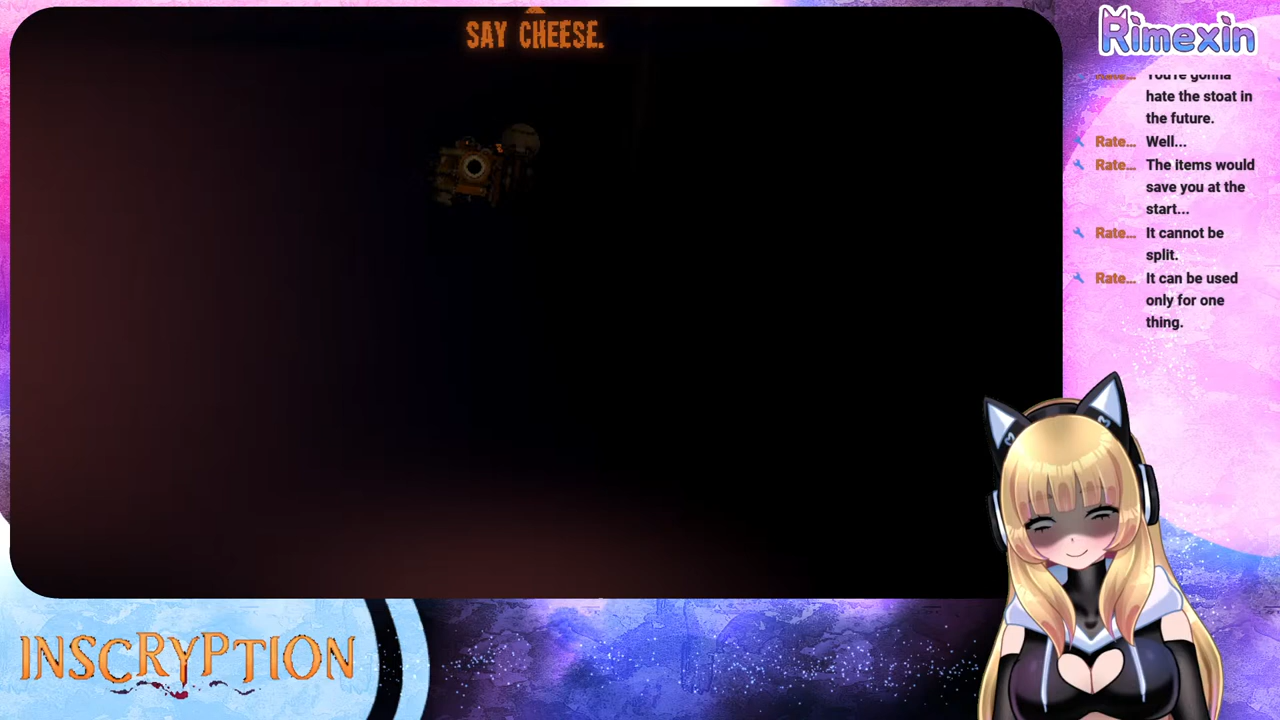 SAY CHEESE.
Rimexin
You're gonna
hate the stoat in
the future.
Rate... Well...
Rate... The items would
save you at the
start...
Rate... It cannot be
split.
Rate... It can be used
only for one
thing.
INSCRYPTION